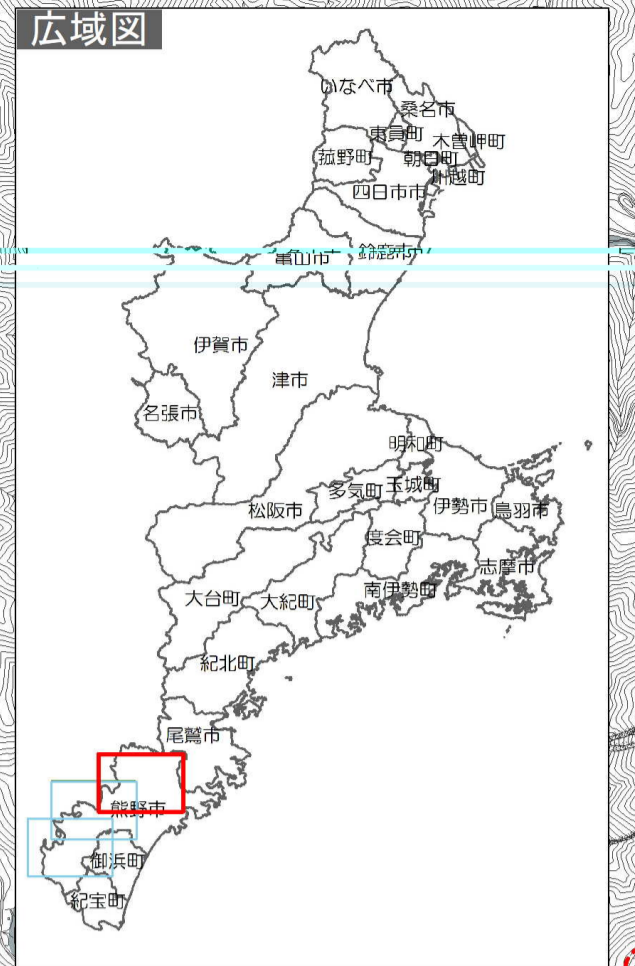 広域図
いなべ市
桑名市
東員町
木曽岬町
菰野町
朝日町
川越町
四日市市
亀山市
鈴鹿市
伊賀市
津市
名張市
明和町
多気町
玉城町
松阪市
伊勢市
鳥羽市
度会町
志摩市
南伊勢町
大台町
大紀町
紀北町
尾鷲市
熊野市
御浜町
紀宝町